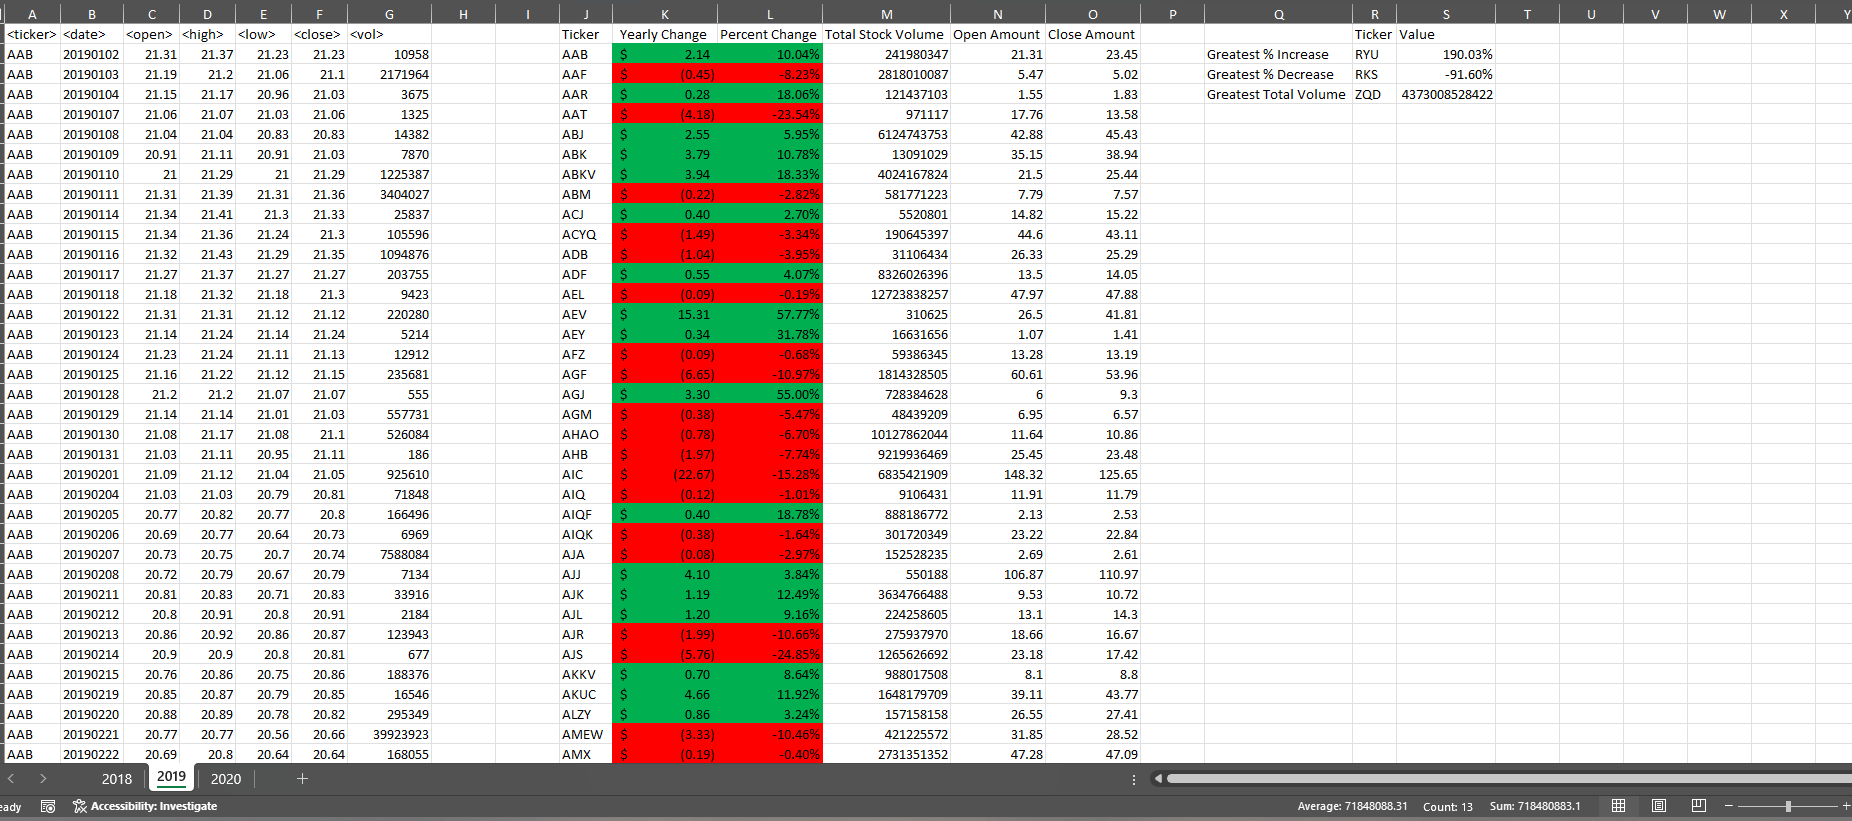 A B C D E F G H I J K L M N O P Q R S T U V W X Y
<ticker> <date> <open> <high> <low> <close> <vol> Ticker Yearly Change Percent Change Total Stock Volume Open Amount Close Amount Ticker Value
AAB 20190102 21.31 21.37 21.23 21.23 10958 AAB $ 2.14 10.04% 241980347 21.31 23.45 Greatest % Increase RYU 190.03%
AAB 20190103 21.19 21.2 21.06 21.1 2171964 AAF $ (0.45) -8.23% 2818010087 5.47 5.02 Greatest % Decrease RKS -91.60%
AAB 20190104 21.15 21.17 20.96 21.03 3675 AAR $ 0.28 18.06% 121437103 1.55 1.83 Greatest Total Volume ZQD 4373008528422
AAB 20190107 21.06 21.07 21.03 21.06 1325 AAT $ (4.18) -23.54% 971117 17.76 13.58
AAB 20190108 21.04 21.04 20.83 20.83 14382 ABJ $ 2.55 5.95% 6124743753 42.88 45.43
AAB 20190109 20.91 21.11 20.91 21.03 7870 ABK $ 3.79 10.78% 13091029 35.15 38.94
AAB 20190110 21 21.29 21 21.29 1225387 ABKV $ 3.94 18.33% 4024167824 21.5 25.44
AAB 20190111 21.31 21.39 21.31 21.36 3404027 ABM $ (0.22) -2.82% 581771223 7.79 7.57
AAB 20190114 21.34 21.41 21.3 21.33 25837 ACJ $ 0.40 2.70% 5520801 14.82 15.22
AAB 20190115 21.34 21.36 21.24 21.3 105596 ACYQ $ (1.49) -3.34% 190645397 44.6 43.11
AAB 20190116 21.32 21.43 21.29 21.35 1094876 ADB $ (1.04) -3.95% 31106434 26.33 25.29
AAB 20190117 21.27 21.37 21.27 21.27 203755 ADF $ 0.55 4.07% 8326026396 13.5 14.05
AAB 20190118 21.18 21.32 21.18 21.3 9423 AEL $ (0.09) -0.19% 12723838257 47.97 47.88
AAB 20190122 21.31 21.31 21.12 21.12 220280 AEV $ 15.31 57.77% 310625 26.5 41.81
AAB 20190123 21.14 21.24 21.14 21.24 5214 AEY $ 0.34 31.78% 16631656 1.07 1.41
AAB 20190124 21.23 21.24 21.11 21.13 12912 AFZ $ (0.09) -0.68% 59386345 13.28 13.19
AAB 20190125 21.16 21.22 21.12 21.15 235681 AGF $ (6.65) -10.97% 1814328505 60.61 53.96
AAB 20190128 21.2 21.2 21.07 21.07 555 AGJ $ 3.30 55.00% 728384628 6 9.3
AAB 20190129 21.14 21.14 21.01 21.03 557731 AGM $ (0.38) -5.47% 48439209 6.95 6.57
AAB 20190130 21.08 21.17 21.08 21.1 526084 AHAO $ (0.78) -6.70% 10127862044 11.64 10.86
AAB 20190131 21.03 21.11 20.95 21.11 186 AHB $ (1.97) -7.74% 9219936469 25.45 23.48
AAB 20190201 21.09 21.12 21.04 21.05 925610 AIC $ (22.67) -15.28% 6835421909 148.32 125.65
AAB 20190204 21.03 21.03 20.79 20.81 71848 AIQ $ (0.12) -1.01% 9106431 11.91 11.79
AAB 20190205 20.77 20.82 20.77 20.8 166496 AIQF $ 0.40 18.78% 888186772 2.13 2.53
AAB 20190206 20.69 20.77 20.64 20.73 6969 AIQK $ (0.38) -1.64% 301720349 23.22 22.84
AAB 20190207 20.73 20.75 20.7 20.74 7588084 AJA $ (0.08) -2.97% 152528235 2.69 2.61
AAB 20190208 20.72 20.79 20.67 20.79 7134 AJJ $ 4.10 3.84% 550188 106.87 110.97
AAB 20190211 20.81 20.83 20.71 20.83 33916 AJK $ 1.19 12.49% 3634766488 9.53 10.72
AAB 20190212 20.8 20.91 20.8 20.91 2184 AJL $ 1.20 9.16% 224258605 13.1 14.3
AAB 20190213 20.86 20.92 20.86 20.87 123943 AJR $ (1.99) -10.66% 275937970 18.66 16.67
AAB 20190214 20.9 20.9 20.8 20.81 677 AJS $ (5.76) -24.85% 1265626692 23.18 17.42
AAB 20190215 20.76 20.86 20.75 20.86 188376 AKKV $ 0.70 8.64% 988017508 8.1 8.8
AAB 20190219 20.85 20.87 20.79 20.85 16546 AKUC $ 4.66 11.92% 1648179709 39.11 43.77
AAB 20190220 20.88 20.89 20.78 20.82 295349 ALZY $ 0.86 3.24% 157158158 26.55 27.41
AAB 20190221 20.77 20.77 20.56 20.66 39923923 AMEW $ (3.33) -10.46% 421225572 31.85 28.52
AAB 20190222 20.69 20.8 20.64 20.64 168055 AMX $ (0.19) -0.40% 2731351352 47.28 47.09
2018 2019 2020
eady Accessibility: Investigate Average: 71848088.31 Count: 13 Sum: 718480883.1